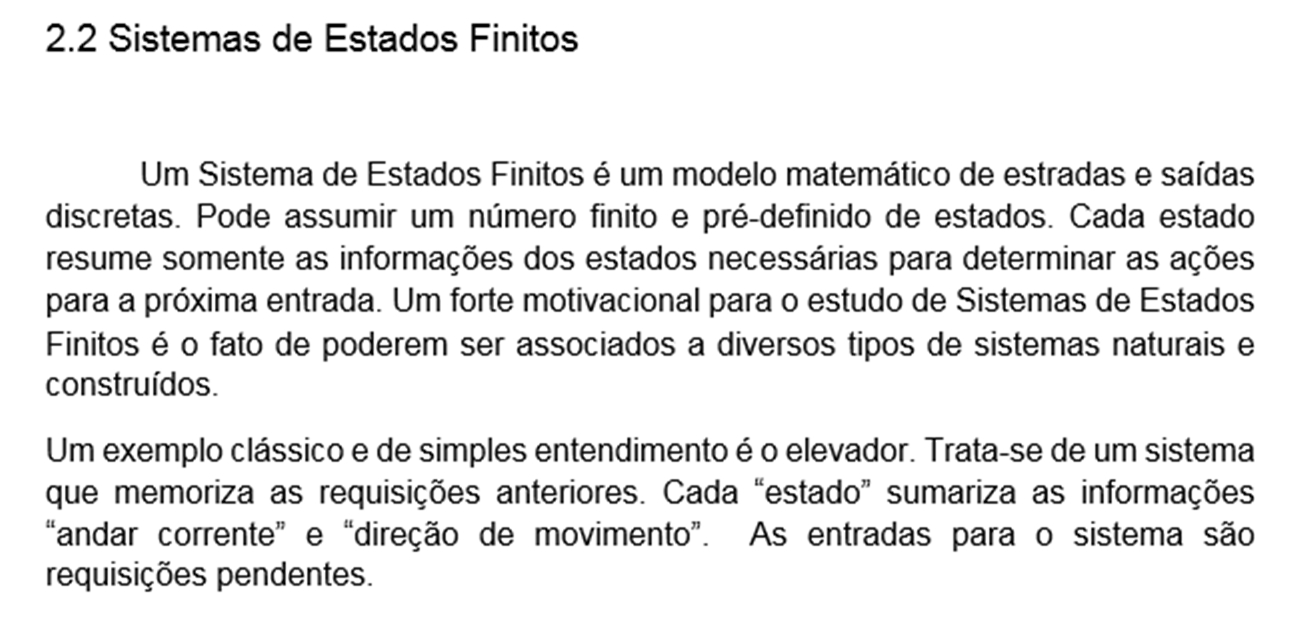 2.2 Sistemas de Estados Finitos
Um Sistema de Estados Finitos é um modelo matemático de estradas e saídas
discretas. Pode assumir um número finito e pré-definido de estados. Cada estado
resume somente as informações dos estados necessárias para determinar as ações
para a próxima entrada. Um forte motivacional para o estudo de Sistemas de Estados
Finitos é o fato de poderem ser associados a diversos tipos de sistemas naturais e
construídos.
Um exemplo clássico e de simples entendimento é o elevador. Trata-se de um sistema
que memoriza as requisições anteriores. Cada “estado” sumariza as informações
“andar corrente” e “direção de movimento”. As entradas para o sistema são
requisições pendentes.